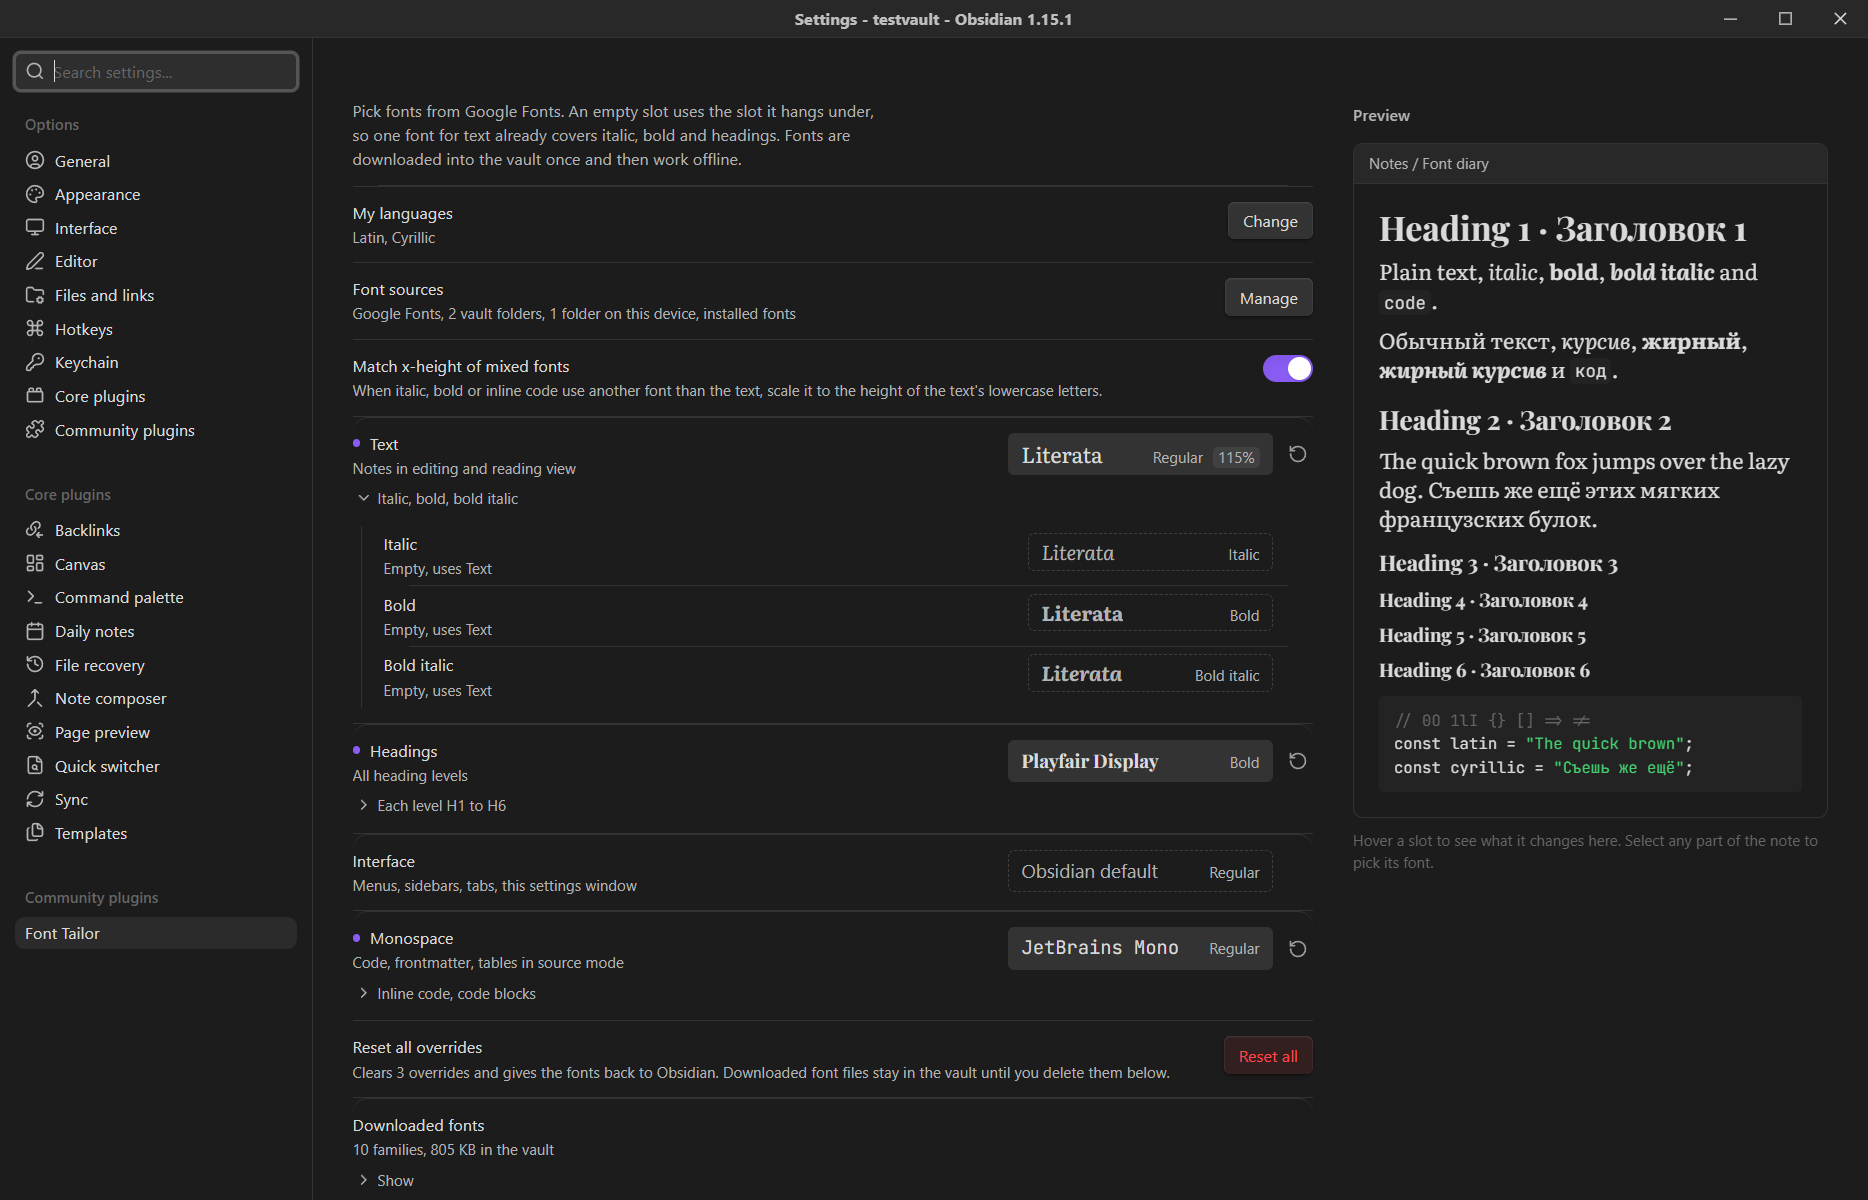 Settings - testvault - Obsidian 1.15.1
Search settings...
Options
General
Appearance
Interface
Editor
Files and links
Hotkeys
Keychain
Core plugins
Community plugins
Core plugins
Backlinks
Canvas
Command palette
Daily notes
File recovery
Note composer
Page preview
Quick switcher
Sync
Templates
Community plugins
Font Tailor
Pick fonts from Google Fonts. An empty slot uses the slot it hangs under,
so one font for text already covers italic, bold and headings. Fonts are
downloaded into the vault once and then work offline.
My languages
Latin, Cyrillic
Change
Font sources
Google Fonts, 2 vault folders, 1 folder on this device, installed fonts
Manage
Match x-height of mixed fonts
When italic, bold or inline code use another font than the text, scale it to the height of the text's lowercase letters.
Text
Notes in editing and reading view
Literata Regular 115%
Italic, bold, bold italic
Italic
Empty, uses Text
Literata Italic
Bold
Empty, uses Text
Literata Bold
Bold italic
Empty, uses Text
Literata Bold italic
Headings
All heading levels
Playfair Display Bold
Each level H1 to H6
Interface
Menus, sidebars, tabs, this settings window
Obsidian default Regular
Monospace
Code, frontmatter, tables in source mode
JetBrains Mono Regular
Inline code, code blocks
Reset all overrides
Clears 3 overrides and gives the fonts back to Obsidian. Downloaded font files stay in the vault until you delete them below.
Reset all
Downloaded fonts
10 families, 805 KB in the vault
Show
Preview
Notes / Font diary
Heading 1 · Заголовок 1
Plain text, italic, bold, bold italic and
code .
Обычный текст, курсив, жирный,
жирный курсив и код .
Heading 2 · Заголовок 2
The quick brown fox jumps over the lazy
dog. Съешь же ещё этих мягких
французских булок.
Heading 3 · Заголовок 3
Heading 4 · Заголовок 4
Heading 5 · Заголовок 5
Heading 6 · Заголовок 6
// 0O 1lI {} [] => ≠
const latin = "The quick brown";
const cyrillic = "Съешь же ещё";
Hover a slot to see what it changes here. Select any part of the note to
pick its font.